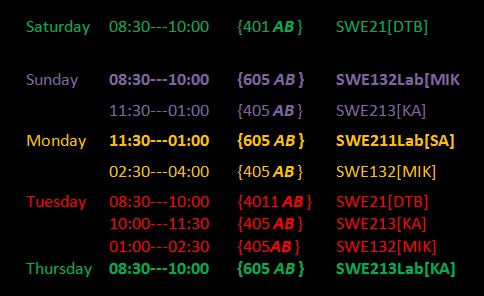 Saturday 08:30---10:00 {401 AB} SWE21[DTB]
Sunday 08:30---10:00 {605 AB} SWE132Lab[MIK
11:30---01:00 {405 AB} SWE213[KA]
Monday 11:30---01:00 {605 AB} SWE211Lab[SA]
02:30---04:00 {405 AB} SWE132[MIK]
Tuesday 08:30---10:00 {4011 AB} SWE21[DTB]
10:00---11:30 {405 AB} SWE213[KA]
01:00---02:30 {405AB} SWE132[MIK]
Thursday 08:30---10:00 {605 AB} SWE213Lab[KA]